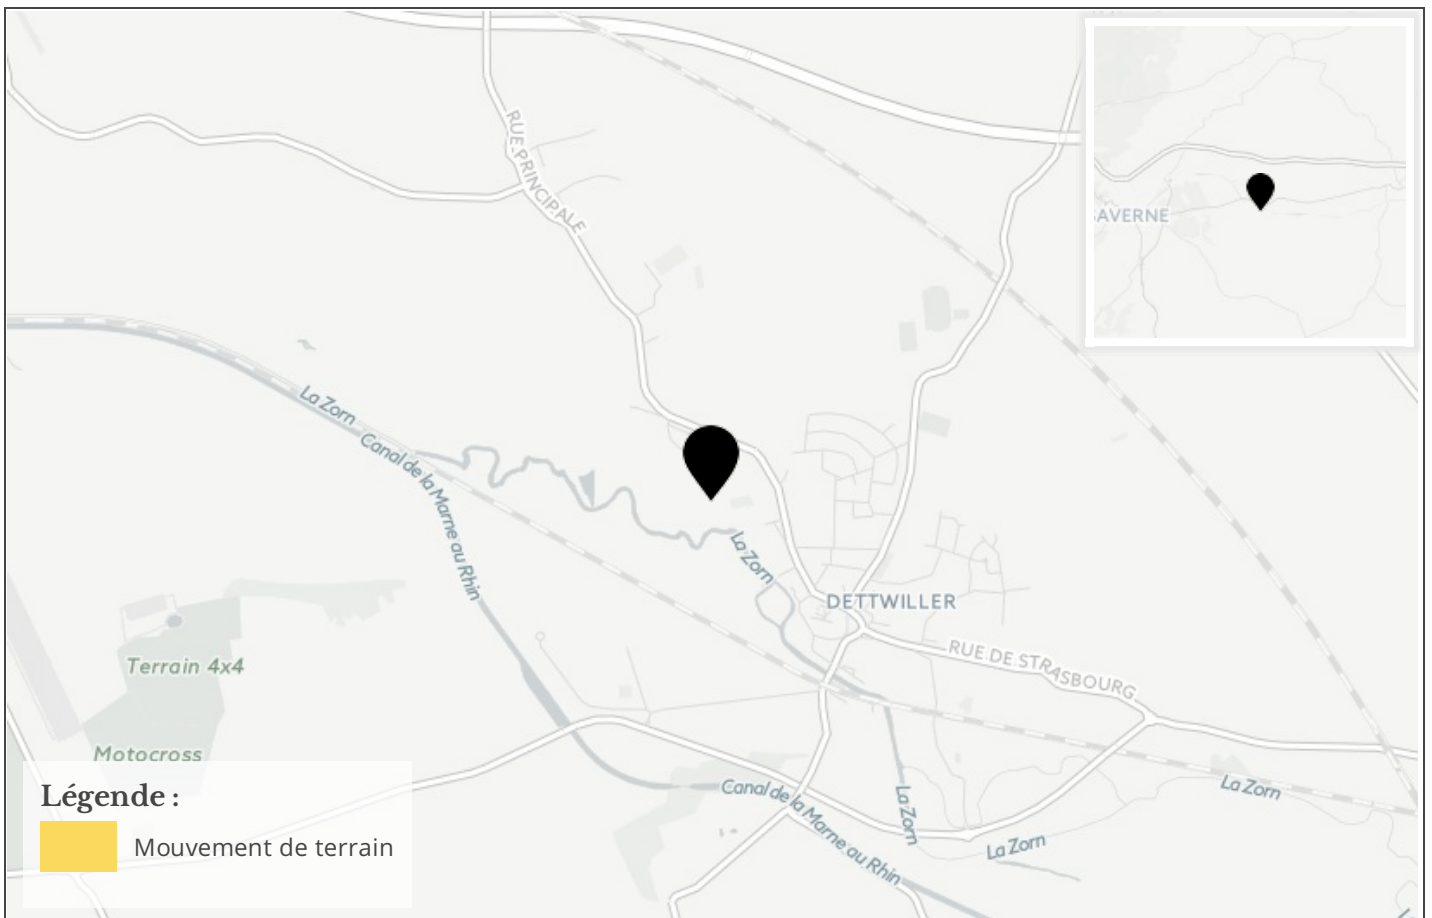 RUE PRINCIPALE
SAVERNE
La Zorn
Canal de la Marne au Rhin
La Zorn
DETTWILLER
RUE DE STRASBOURG
Terrain 4x4
Motocross
Canal de la Marne au Rhin
La Zorn
La Zorn
La Zorn
Légende :
Mouvement de terrain